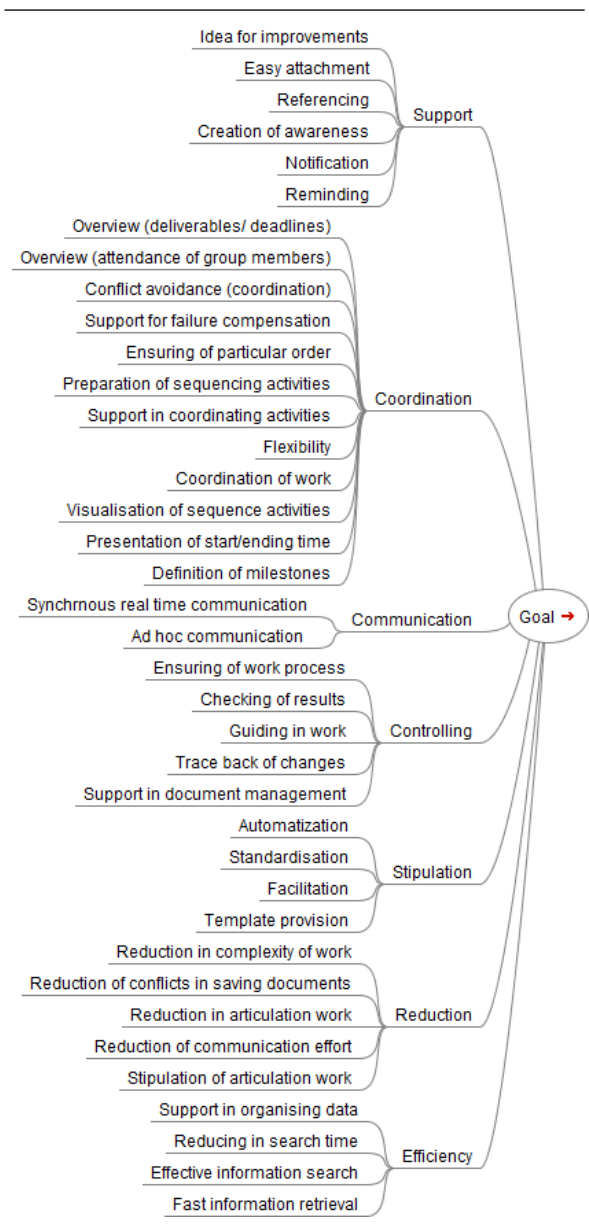 Idea for improvements
Easy attachment
Referencing
Creation of awareness
Notification
Reminding
Support
Overview (deliverables/ deadlines)
Overview (attendance of group members)
Conflict avoidance (coordination)
Support for failure compensation
Ensuring of particular order
Preparation of sequencing activities
Support in coordinating activities
Flexibility
Coordination of work
Visualisation of sequence activities
Presentation of start/ending time
Definition of milestones
Coordination
Synchrnous real time communication
Ad hoc communication
Communication
Goal
Ensuring of work process
Checking of results
Guiding in work
Trace back of changes
Support in document management
Controlling
Automatization
Standardisation
Facilitation
Template provision
Stipulation
Reduction in complexity of work
Reduction of conflicts in saving documents
Reduction in articulation work
Reduction of communication effort
Stipulation of articulation work
Reduction
Support in organising data
Reducing in search time
Effective information search
Fast information retrieval
Efficiency